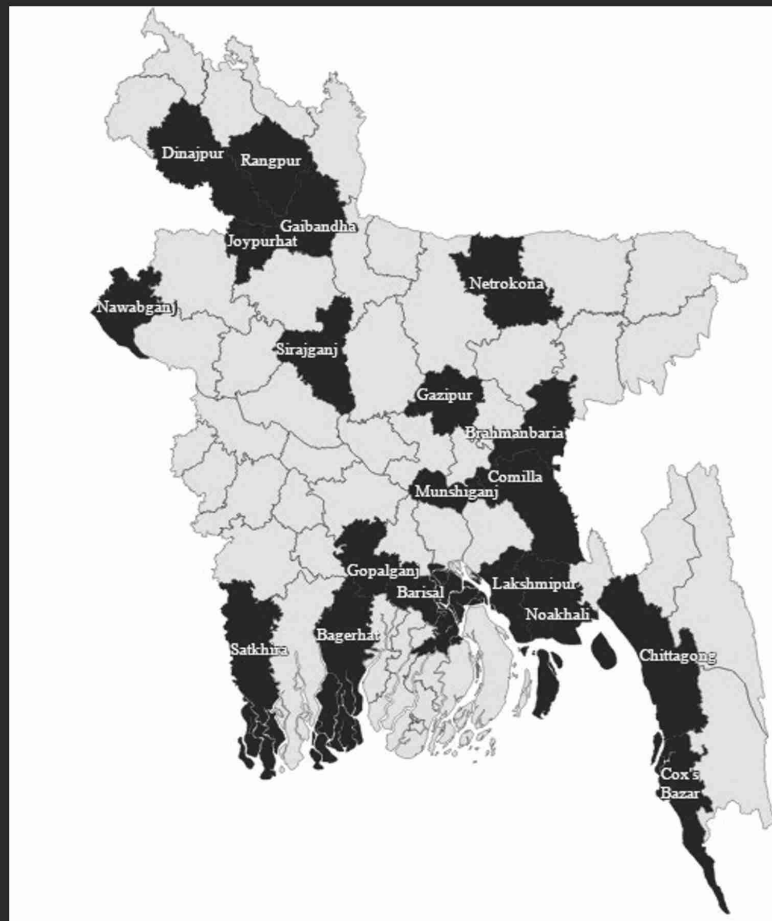 Dinajpur
Rangpur
Gaibandha
Joypurhat
Netrokona
Nawabganj
Sirajganj
Gazipur
Brahmanbaria
Comilla
Munshiganj
Gopalganj
Barisal
Lakshmipur
Noakhali
Bagerhat
Satkhira
Chittagong
Cox's
Bazar